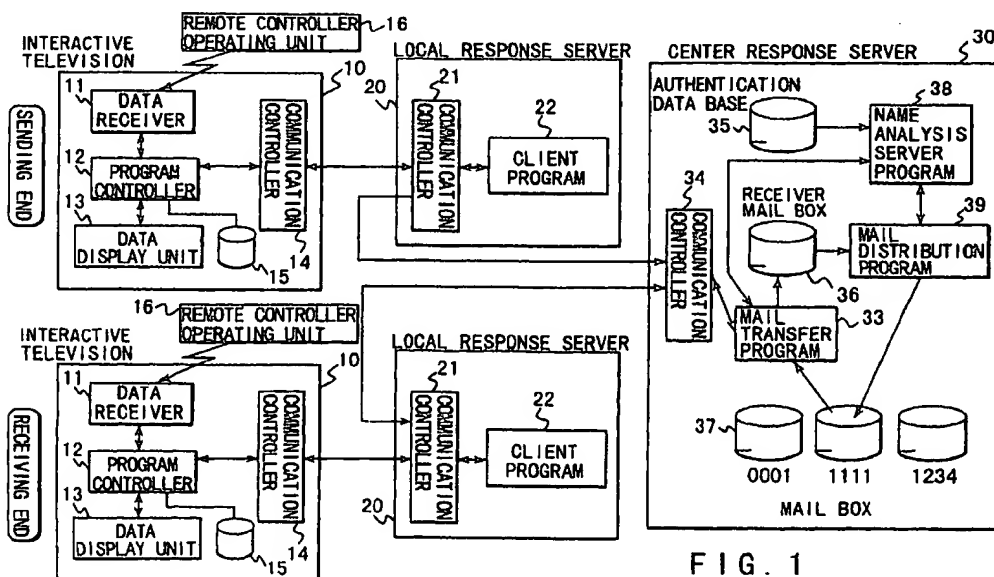 REMOTE CONTROLLER
OPERATING UNIT
16
INTERACTIVE
TELEVISION
10
11
DATA
RECEIVER
12
PROGRAM
CONTROLLER
13
DATA
DISPLAY UNIT
COMMUNICATION
CONTROLLER
14
15
SENDING END
LOCAL RESPONSE SERVER
20
21
COMMUNICATION
CONTROLLER
22
CLIENT
PROGRAM
16
REMOTE CONTROLLER
OPERATING UNIT
INTERACTIVE
TELEVISION
10
11
DATA
RECEIVER
12
PROGRAM
CONTROLLER
13
DATA
DISPLAY UNIT
COMMUNICATION
CONTROLLER
14
15
RECEIVING END
LOCAL RESPONSE SERVER
21
COMMUNICATION
CONTROLLER
22
CLIENT
PROGRAM
20
CENTER RESPONSE SERVER
30
AUTHENTICATION
DATA BASE
35
38
NAME
ANALYSIS
SERVER
PROGRAM
34
COMMUNICATION
CONTROLLER
RECEIVER
MAIL BOX
36
39
MAIL
DISTRIBUTION
PROGRAM
MAIL
TRANSFER
PROGRAM
33
37
0001
1111
1234
MAIL BOX
FIG. 1